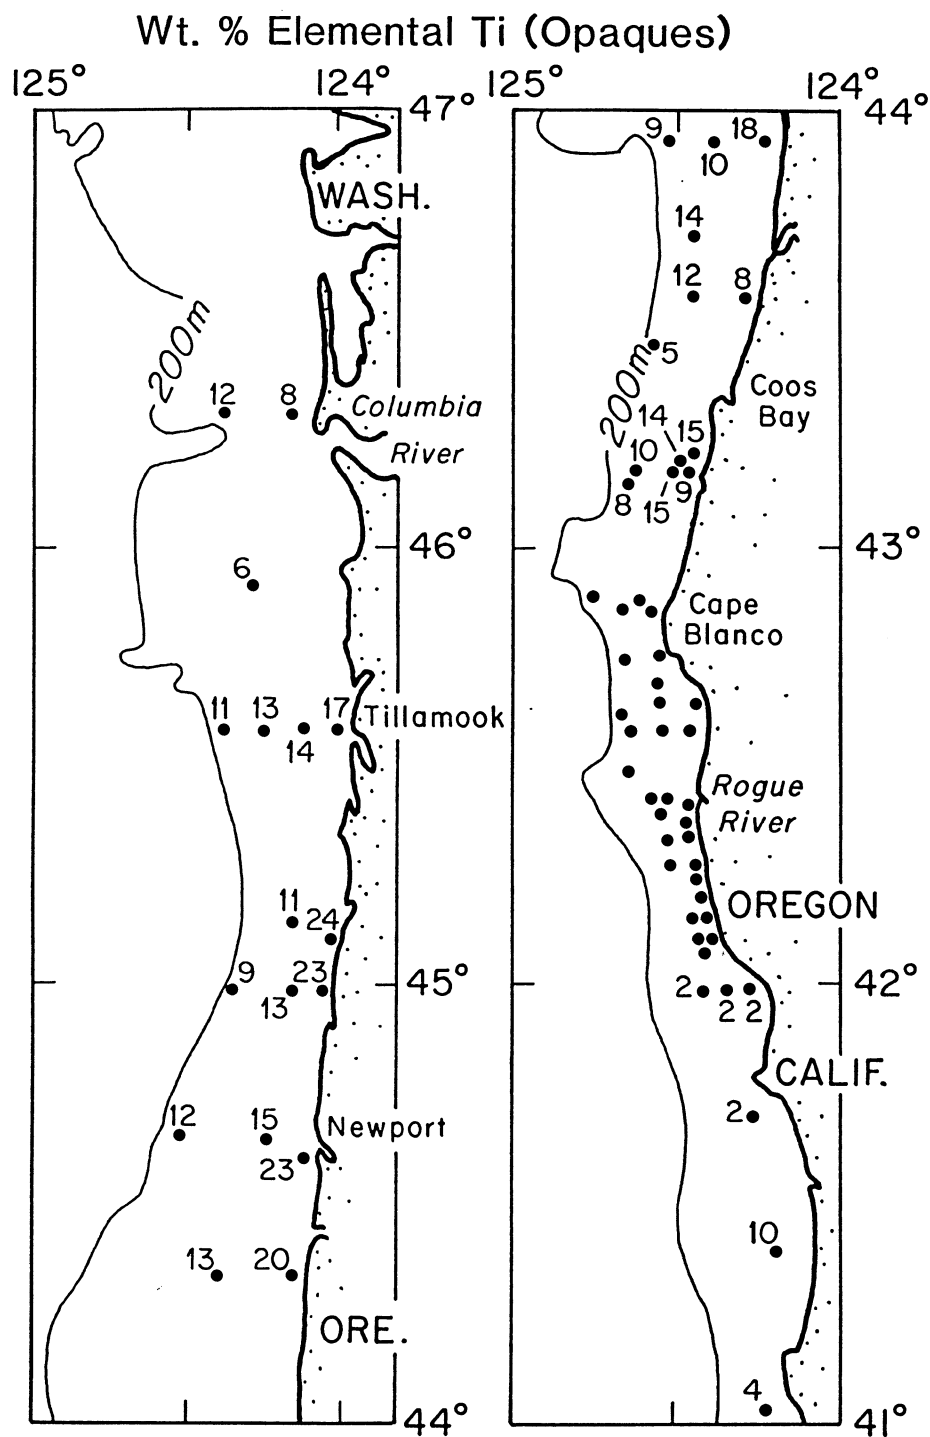 Wt. % Elemental Ti (Opaques)
125° 124°
47°
WASH.
200m
12 8
Columbia
River
46°
6
11 13 17
14
Tillamook
11
24
9 23
13
45°
12 15
23
Newport
13 20
ORE.
44°
125° 124°
44°
9 18
10
14
12 8
5
200m
Coos
Bay
14 15
10
8 15 9
43°
Cape
Blanco
Rogue
River
OREGON
42°
2 2 2
CALIF.
2
10
4
41°